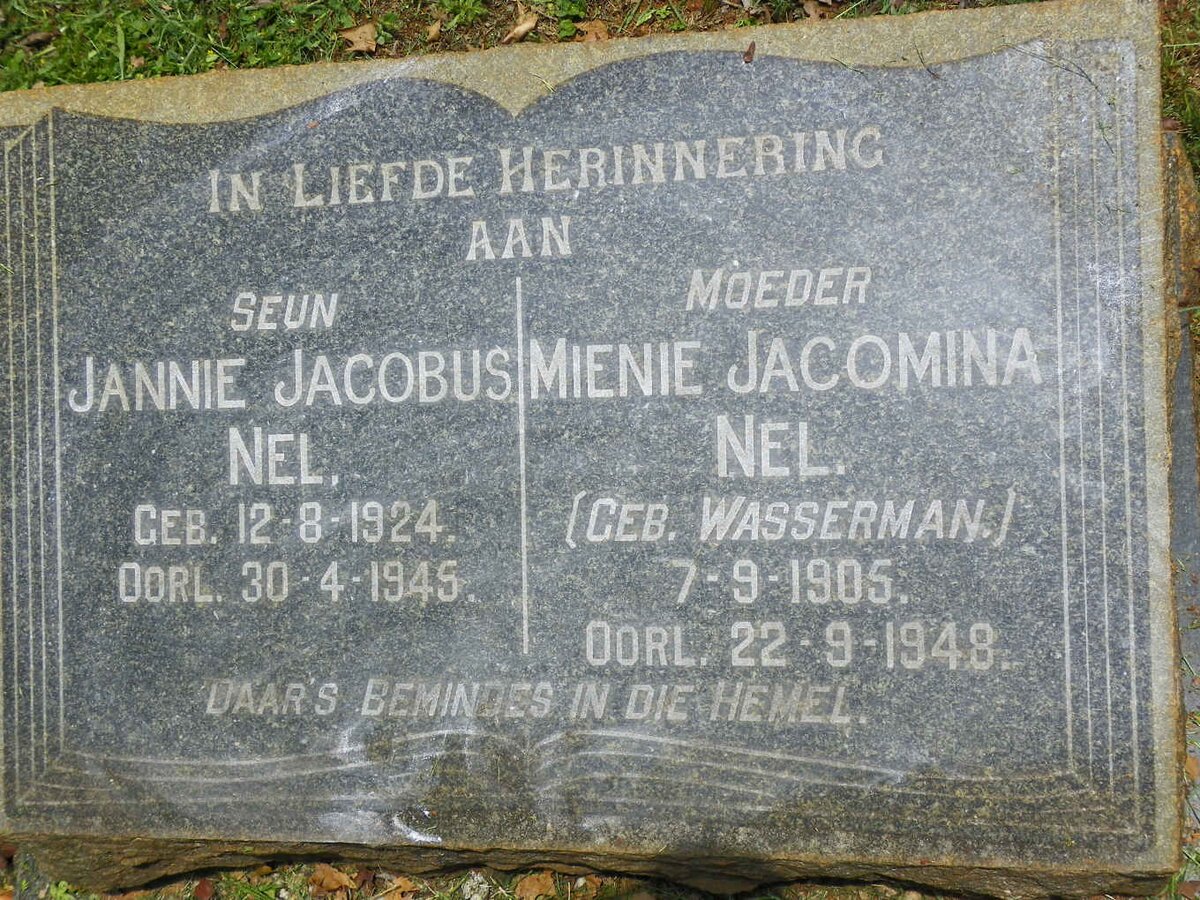 IN LIEFDE HERINNERING
AAN
SEUN
JANNIE JACOBUS
NEL.
GEB. 12-8-1924.
OORL. 30-4-1945.
MOEDER
MIENIE JACOMINA
NEL.
(GEB. WASSERMAN.)
7-9-1905.
OORL. 22-9-1948.
DAAR'S BEMINDES IN DIE HEMEL.